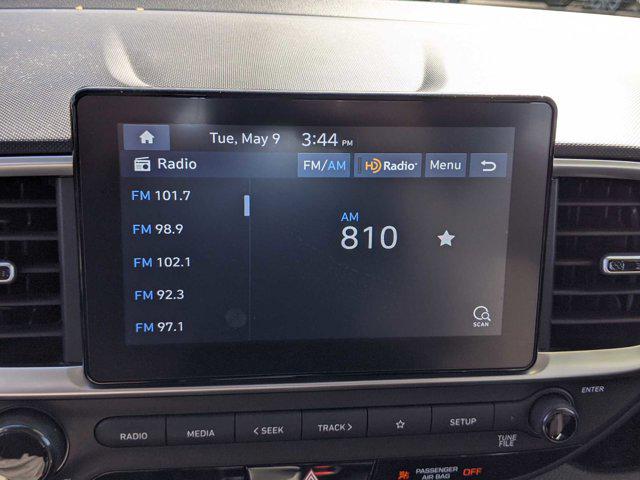 Tue, May 9 3:44 PM
Radio FM/AM HD Radio Menu
FM 101.7
FM 98.9
FM 102.1
FM 92.3
FM 97.1
AM
810
SCAN
ENTER
RADIO MEDIA < SEEK TRACK > SETUP
TUNE
FILE
PASSENGER
AIR BAG OFF